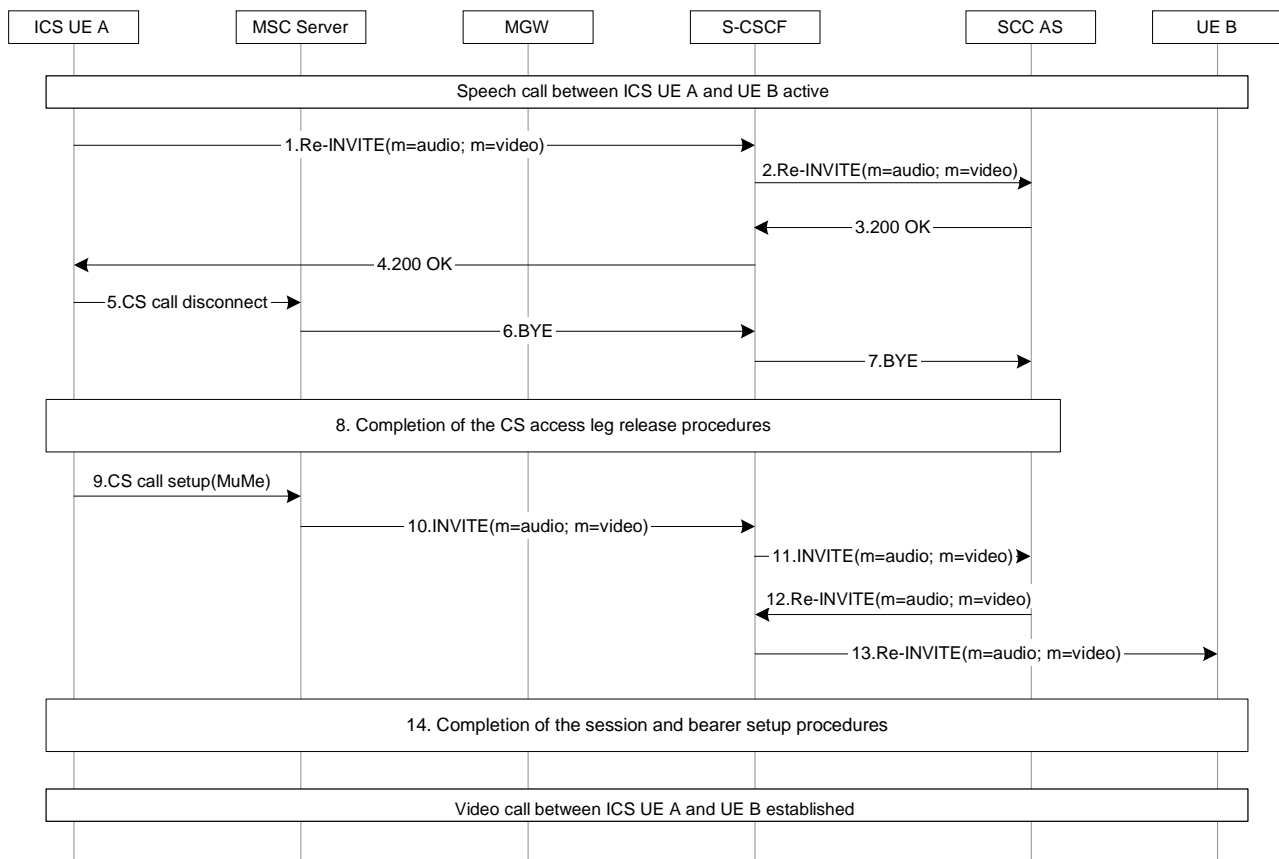 ICS UE A
MSC Server
MGW
S-CSCF
SCC AS
UE B
Speech call between ICS UE A and UE B active
1.Re-INVITE(m=audio; m=video)
2.Re-INVITE(m=audio; m=video)
3.200 OK
4.200 OK
5.CS call disconnect
6.BYE
7.BYE
8. Completion of the CS access leg release procedures
9.CS call setup(MuMe)
10.INVITE(m=audio; m=video)
11.INVITE(m=audio; m=video)
12.Re-INVITE(m=audio; m=video)
13.Re-INVITE(m=audio; m=video)
14. Completion of the session and bearer setup procedures
Video call between ICS UE A and UE B established